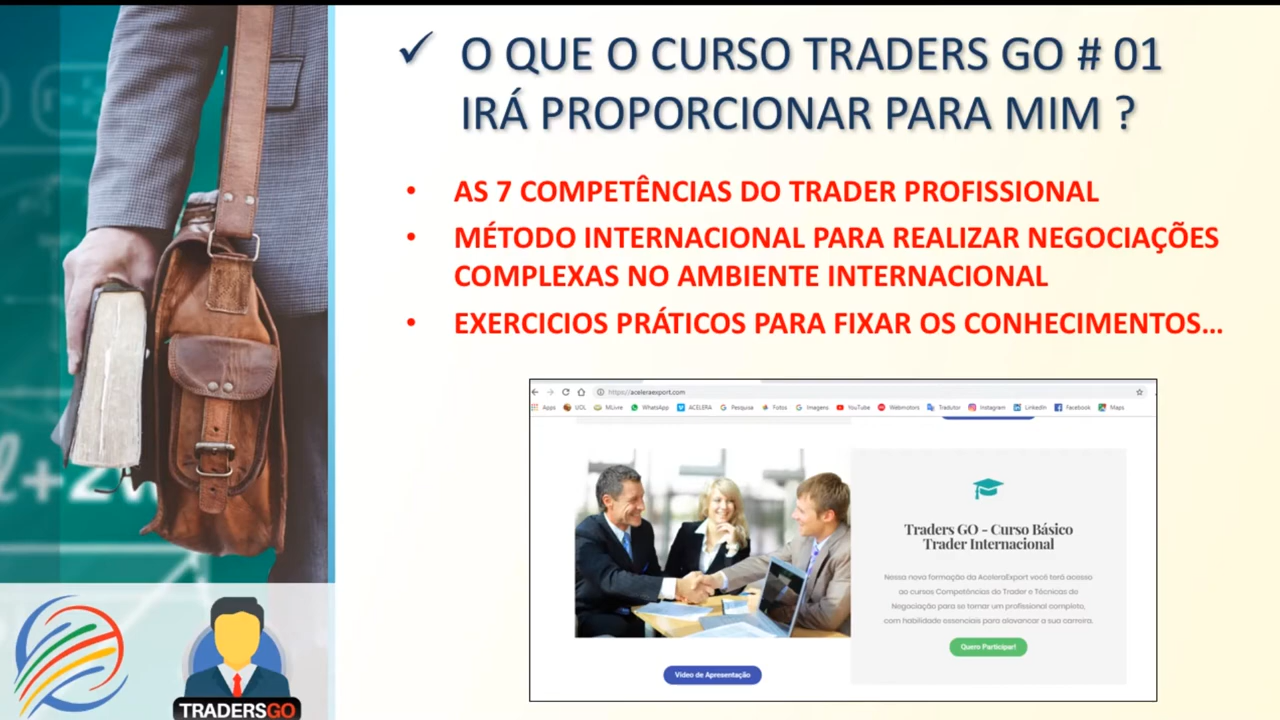 ✓ O QUE O CURSO TRADERS GO # 01
IRÁ PROPORCIONAR PARA MIM ?
• AS 7 COMPETÊNCIAS DO TRADER PROFISSIONAL
• MÉTODO INTERNACIONAL PARA REALIZAR NEGOCIAÇÕES
COMPLEXAS NO AMBIENTE INTERNACIONAL
• EXERCICIOS PRÁTICOS PARA FIXAR OS CONHECIMENTOS...
https://aceleraexport.com
Apps UOL MLivre WhatsApp ACELERA Pesquisa Fotos Imagens YouTube Webmotors Tradutor Instagram LinkedIn Facebook Maps
Traders GO - Curso Básico
Trader Internacional
Nessa nova formação da AceleraExport você terá acesso
ao cursos Competências do Trader e Técnicas de
Negociação para se tornar um profissional completo,
com habilidade essenciais para alavancar a sua carreira.
Quero Participar!
Vídeo de Apresentação
TRADERSGO